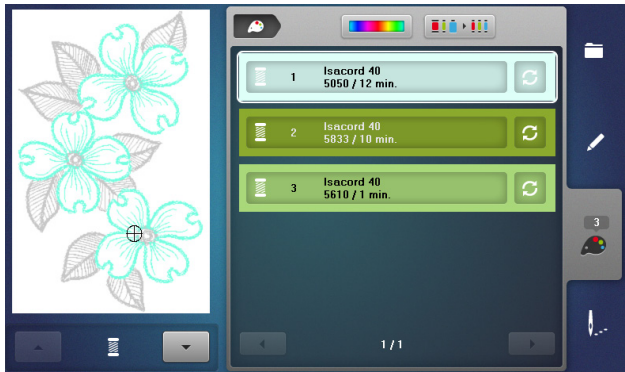 1
Isacord 40
5050 / 12 min.
2
Isacord 40
5833 / 10 min.
3
Isacord 40
5610 / 1 min.
3
1 / 1